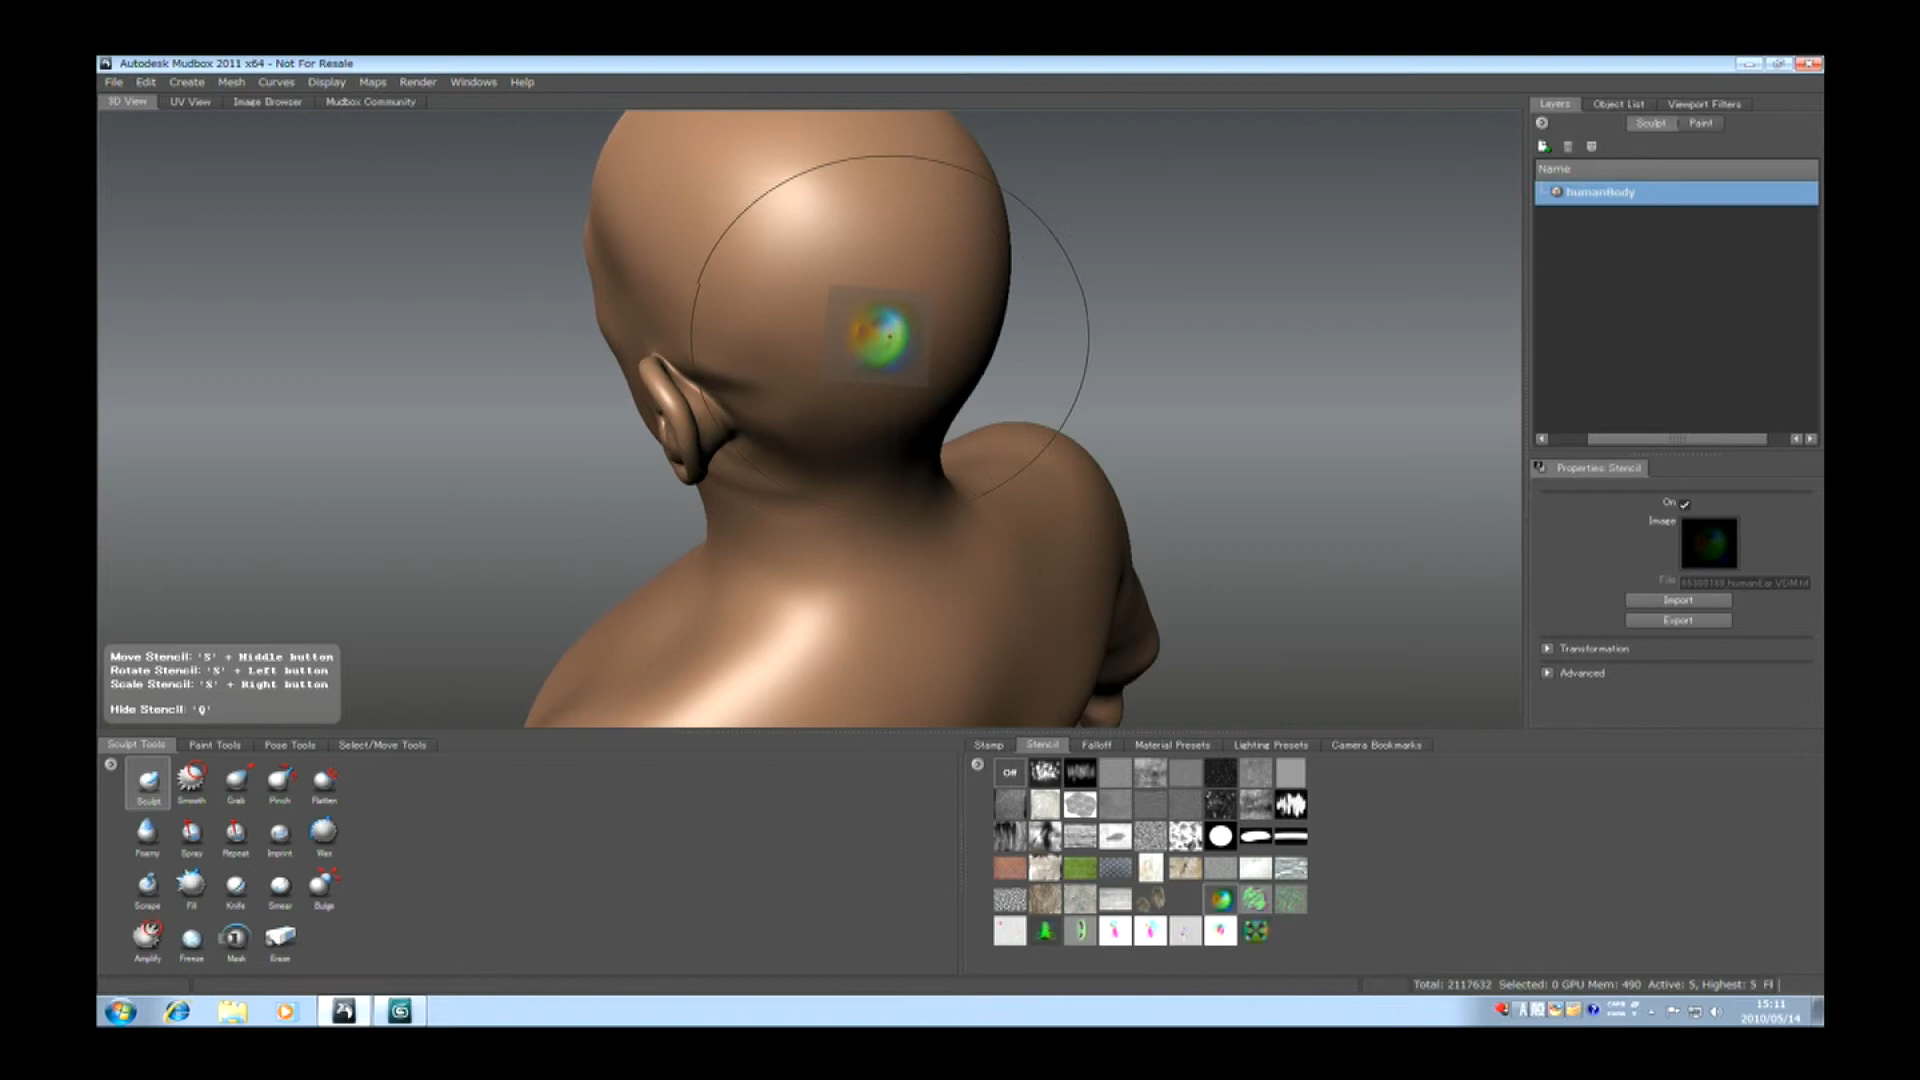 Autodesk Mudbox 2011 x64 - Not For Resale
File Edit Create Mesh Curves Display Maps Render Windows Help
3D View UV View Image Browser Mudbox Community
Layers Object List Viewport Filters
Sculpt Paint
Name
humanBody
Properties: Stencil
On
Image
File
Import
Export
Transformation
Advanced
Move Stencil: 'S' + Middle button
Rotate Stencil: 'S' + Left button
Scale Stencil: 'S' + Right button
Hide Stencil: 'Q'
Sculpt Tools Paint Tools Pose Tools Select/Move Tools
Sculpt Smooth Grab Pinch Flatten
Foamy Spray Repeat Imprint Wax
Scrape Fill Knife Smear Bulge
Amplify Freeze Mask Erase
Stamp Stencil Falloff Material Presets Lighting Presets Camera Bookmarks
Off
Total: 2117632 Selected: 0 GPU Mem: 490 Active: 5, Highest: 5 F
15:11
2010/05/14